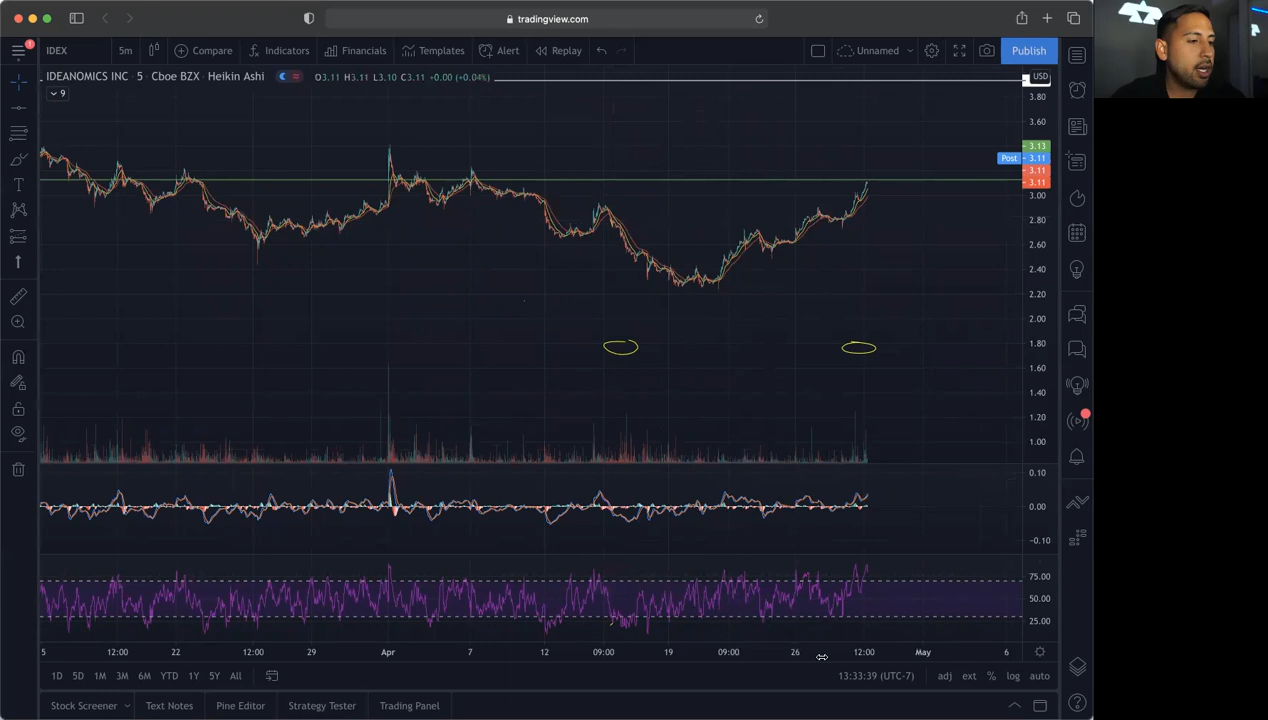 tradingview.com
1
IDEX
5m
Compare
Indicators
Financials
Templates
Alert
Replay
Unnamed
Publish
IDEANOMICS INC · 5 · Cboe BZX · Heikin Ashi
O3.11 H3.11 L3.10 C3.11 +0.00 (+0.04%)
9
USD
3.80
3.60
3.13
Post 3.11
3.11
3.11
3.00
2.80
2.60
2.40
2.20
2.00
1.80
1.60
1.40
1.20
1.00
0.10
0.00
-0.10
75.00
50.00
25.00
5 12:00 22 12:00 29 Apr 7 12 09:00 19 09:00 26 12:00 May 6
1D 5D 1M 3M 6M YTD 1Y 5Y All
13:33:39 (UTC-7)
adj ext % log auto
Stock Screener
Text Notes
Pine Editor
Strategy Tester
Trading Panel